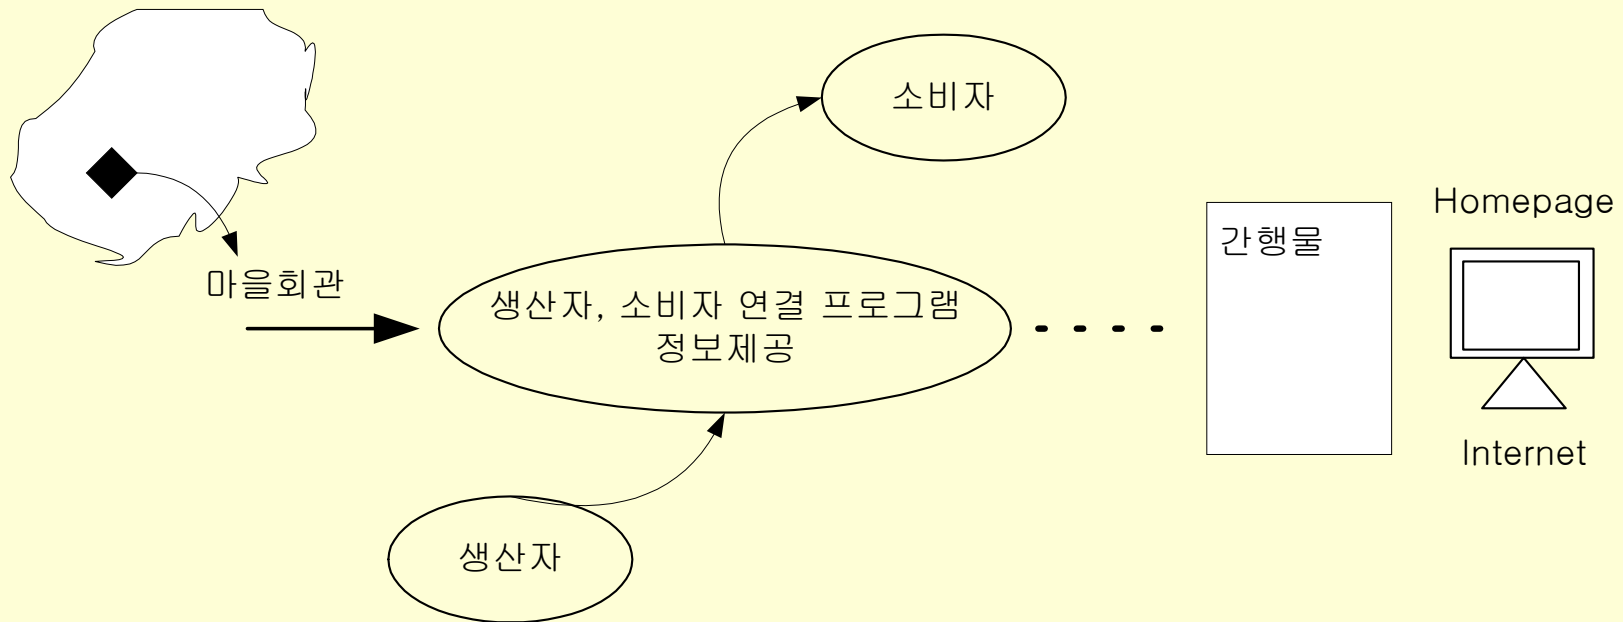 소비자
Homepage
간행물
마을회관
생산자, 소비자 연결 프로그램
정보제공
Internet
생산자